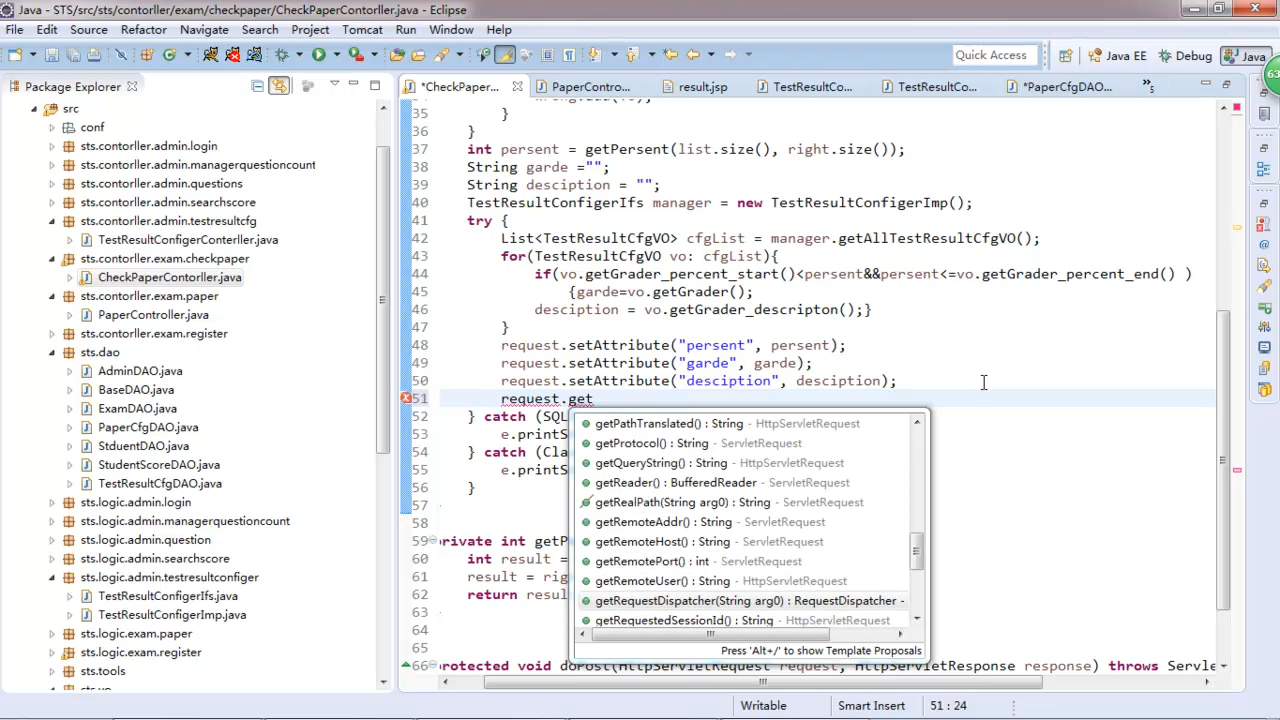 Java - STS/src/sts/contorller/exam/checkpaper/CheckPaperContorller.java - Eclipse
File Edit Source Refactor Navigate Search Project Tomcat Run Window Help
Quick Access
Java EE
Debug
Java
63
Package Explorer
*CheckPaper...
PaperContro...
result.jsp
TestResultCo...
TestResultCo...
*PaperCfgDAO...
»5
src
conf
sts.contorller.admin.login
sts.contorller.admin.managerquestioncount
sts.contorller.admin.questions
sts.contorller.admin.searchscore
sts.contorller.admin.testresultcfg
TestResultConfigerConterller.java
sts.contorller.exam.checkpaper
CheckPaperContorller.java
sts.contorller.exam.paper
PaperController.java
sts.contorller.exam.register
sts.dao
AdminDAO.java
BaseDAO.java
ExamDAO.java
PaperCfgDAO.java
StduentDAO.java
StudentScoreDAO.java
TestResultCfgDAO.java
sts.logic.admin.login
sts.logic.admin.managerquestioncount
sts.logic.admin.question
sts.logic.admin.searchscore
sts.logic.admin.testresultconfiger
TestResultConfigerIfs.java
TestResultConfigerImp.java
sts.logic.exam.paper
sts.logic.exam.register
sts.tools
35 }
36 }
37 int persent = getPersent(list.size(), right.size());
38 String garde ="";
39 String desciption = "";
40 TestResultConfigerIfs manager = new TestResultConfigerImp();
41 try {
42 List<TestResultCfgVO> cfgList = manager.getAllTestResultCfgVO();
43 for(TestResultCfgVO vo: cfgList){
44 if(vo.getGrader_percent_start()<persent&&persent<=vo.getGrader_percent_end() )
45 {garde=vo.getGrader();
46 desciption = vo.getGrader_descripton();}
47 }
48 request.setAttribute("persent", persent);
49 request.setAttribute("garde", garde);
50 request.setAttribute("desciption", desciption);
51 request.get
52 } catch (SQL
53 e.printS
54 } catch (Cla
55 e.printS
56 }
57
58
59 private int getP
60 int result =
61 result = rig
62 return resul
63
64
65
66 protected void doPost(HttpServletRequest request, HttpServletResponse response) throws Servle
getPathTranslated() : String - HttpServletRequest
getProtocol() : String - ServletRequest
getQueryString() : String - HttpServletRequest
getReader() : BufferedReader - ServletRequest
getRealPath(String arg0) : String - ServletRequest
getRemoteAddr() : String - ServletRequest
getRemoteHost() : String - ServletRequest
getRemotePort() : int - ServletRequest
getRemoteUser() : String - HttpServletRequest
getRequestDispatcher(String arg0) : RequestDispatcher -
getRequestedSessionId() : String - HttpServletRequest
Press 'Alt+/' to show Template Proposals
Writable
Smart Insert
51 : 24